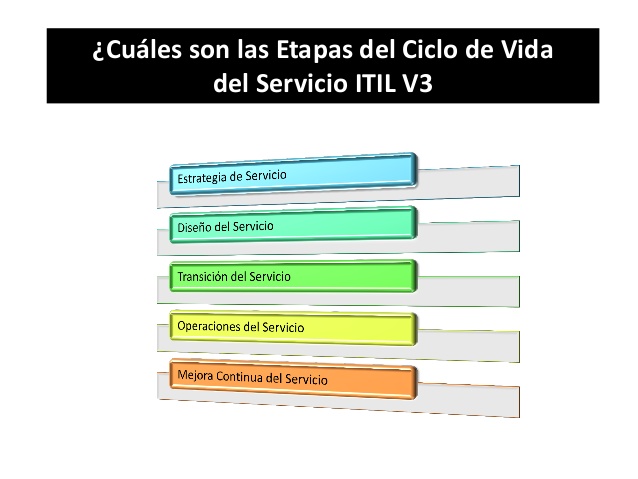 ¿Cuáles son las Etapas del Ciclo de Vida
del Servicio ITIL V3
Estrategia de Servicio
Diseño del Servicio
Transición del Servicio
Operaciones del Servicio
Mejora Continua del Servicio